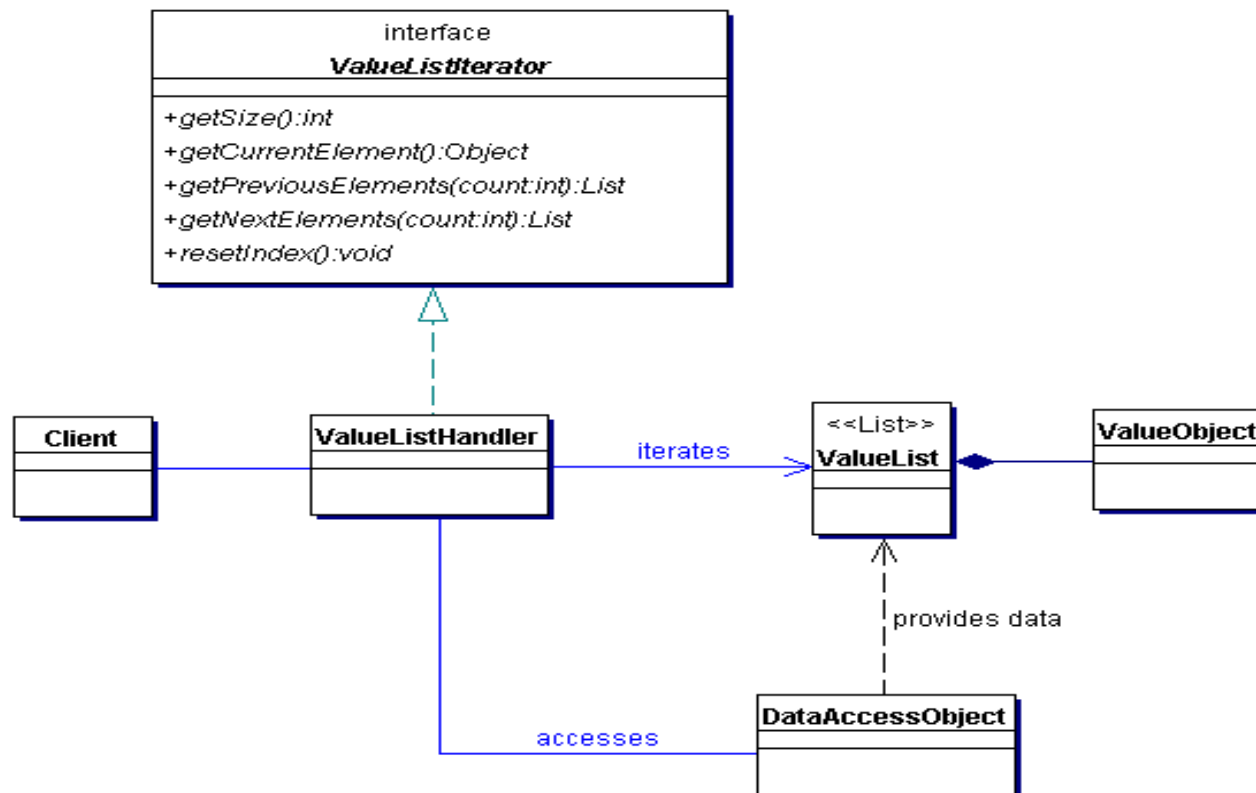 interface
ValueListIterator
+getSize():int
+getCurrentElement():Object
+getPreviousElements(count:int):List
+getNextElements(count:int):List
+resetIndex():void
Client
ValueListHandler
iterates
<<List>>
ValueList
ValueObject
provides data
DataAccessObject
accesses